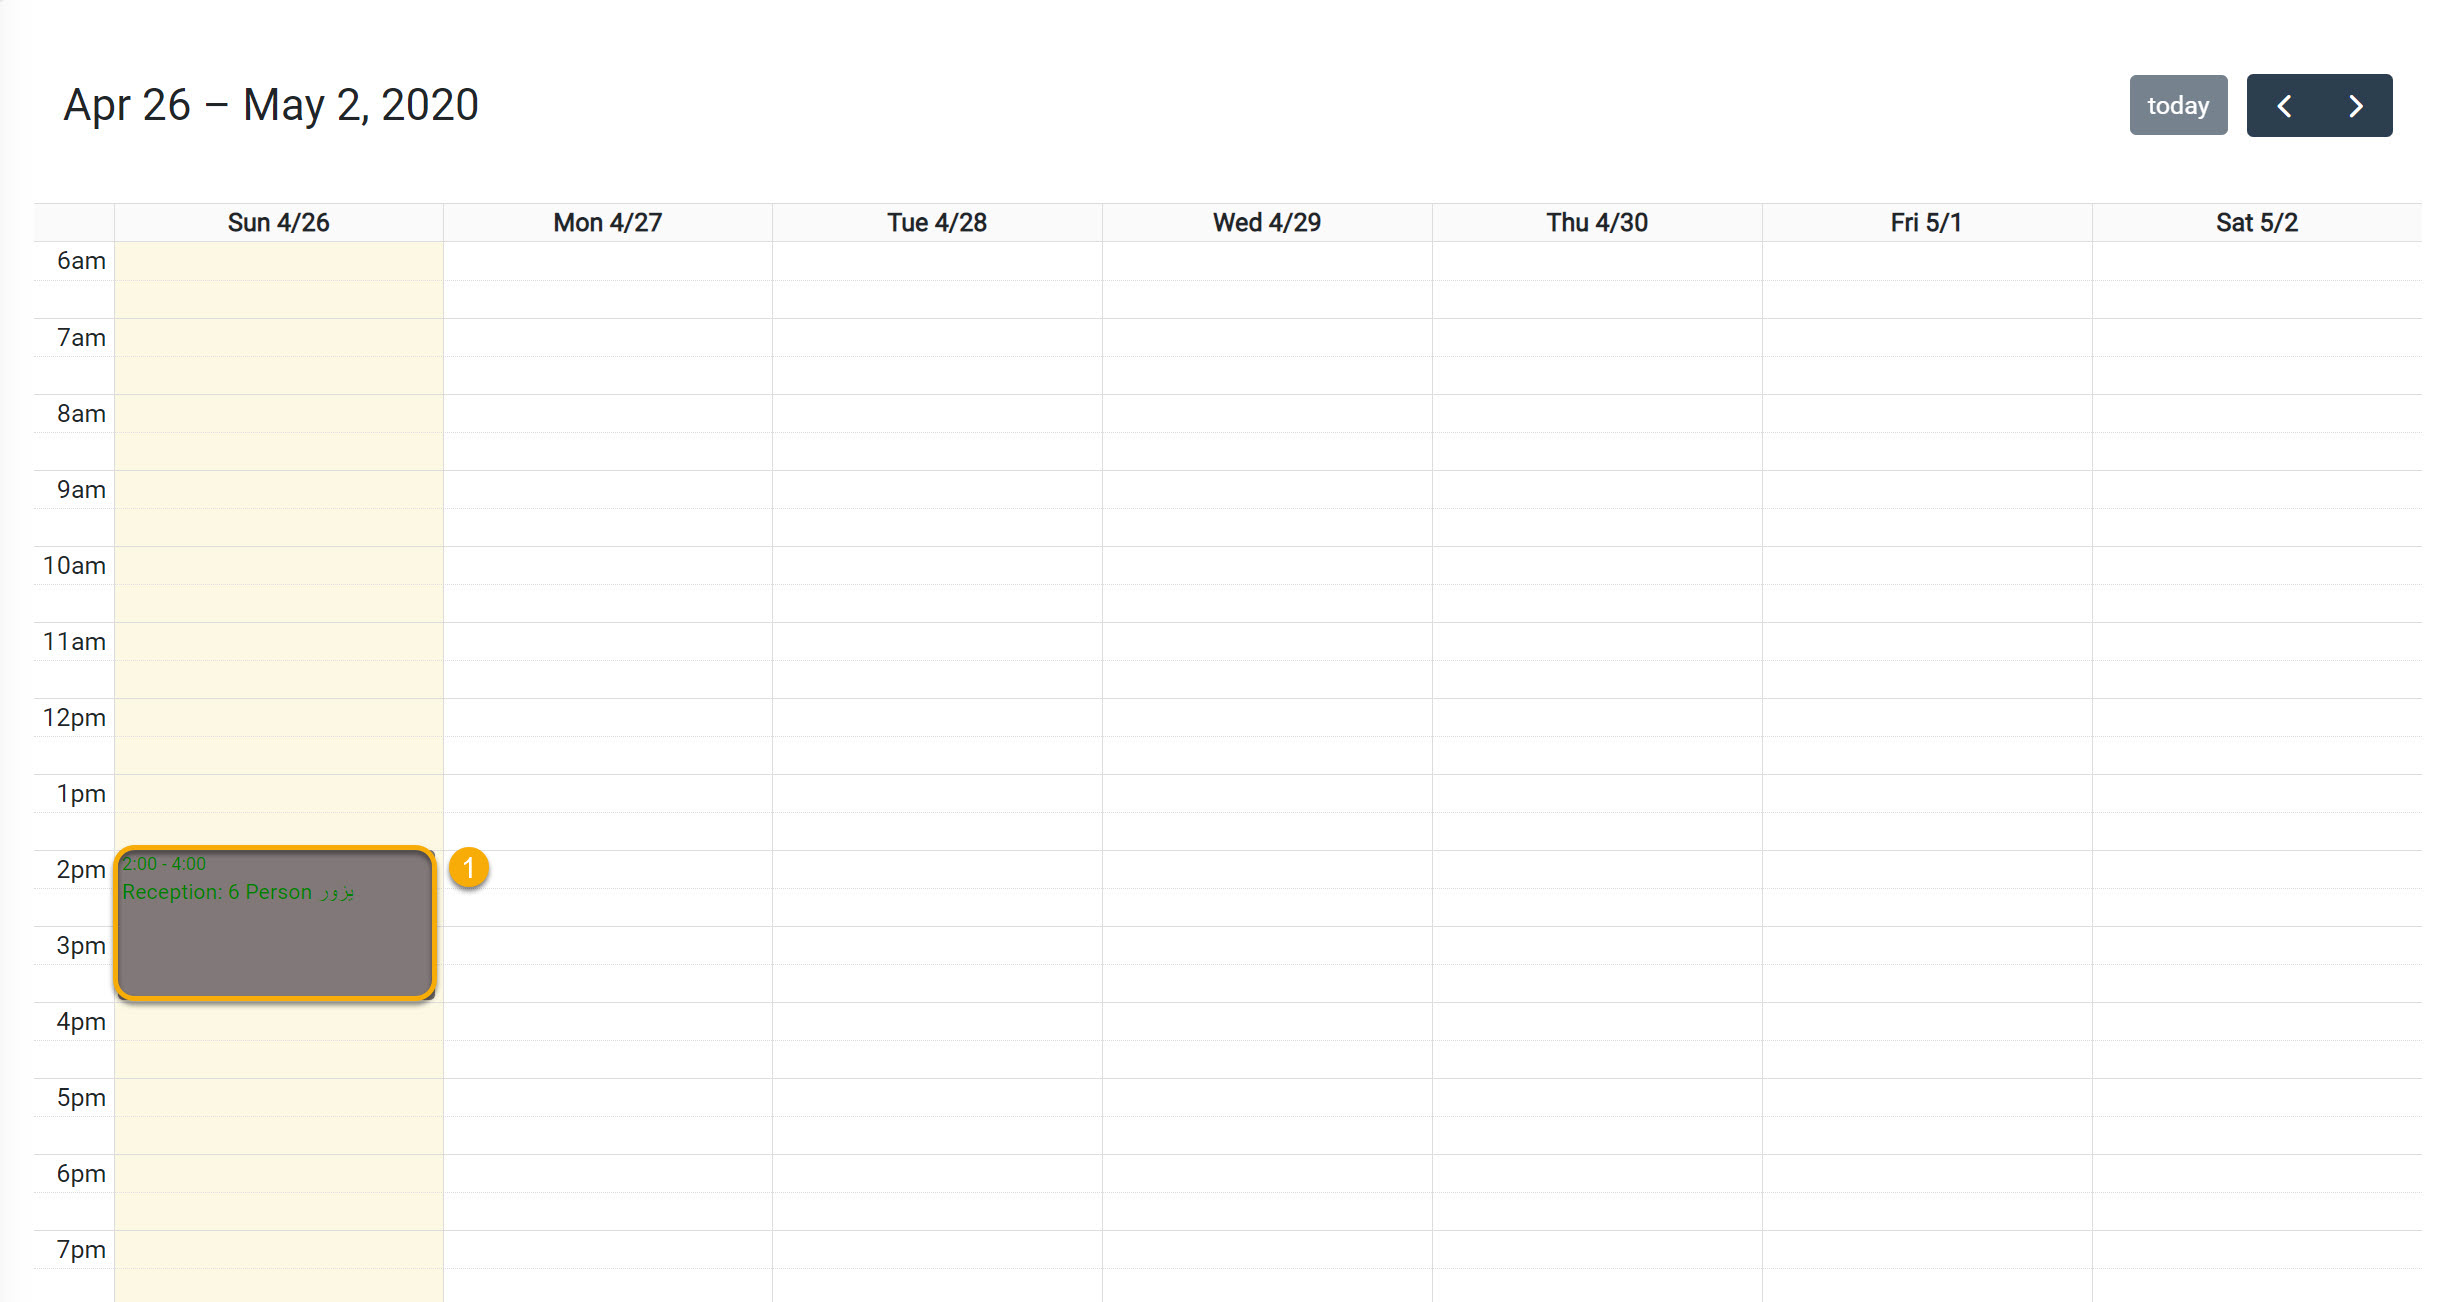 Apr 26 – May 2, 2020
today
Sun 4/26 Mon 4/27 Tue 4/28 Wed 4/29 Thu 4/30 Fri 5/1 Sat 5/2
6am
7am
8am
9am
10am
11am
12pm
1pm
2pm
2:00 - 4:00
1
Reception: 6 Person يزور
3pm
4pm
5pm
6pm
7pm